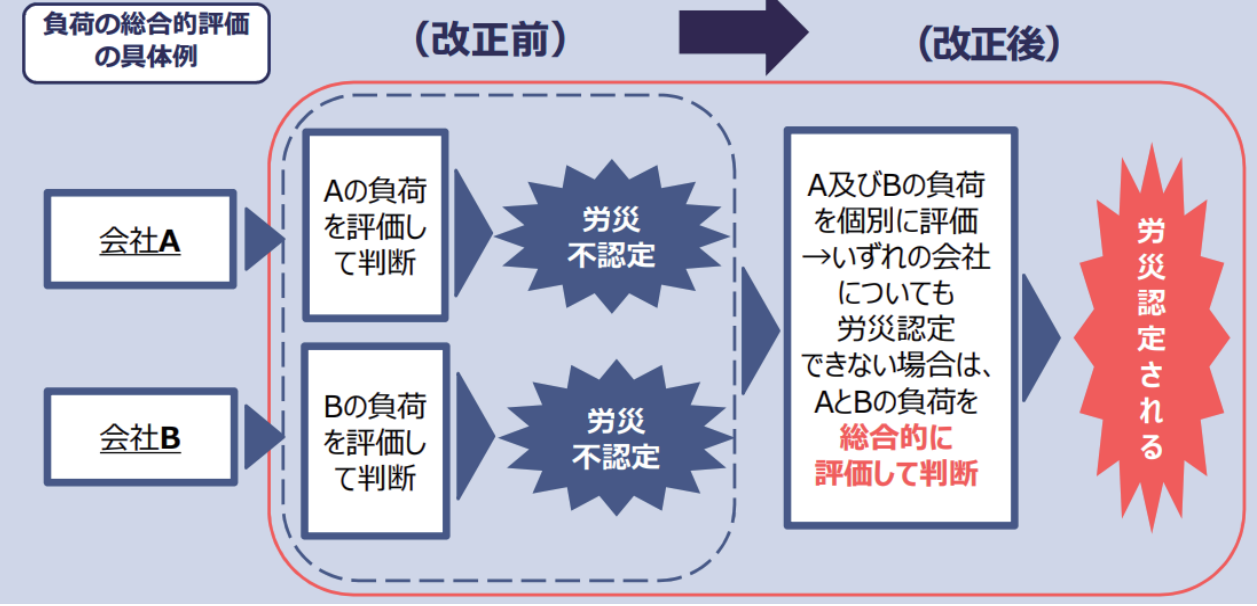 負荷の総合的評価
の具体例
（改正前）
（改正後）
会社A
Aの負荷
を評価し
て判断
労災
不認定
会社B
Bの負荷
を評価し
て判断
労災
不認定
A及びBの負荷
を個別に評価
→いずれの会社
についても
労災認定
できない場合は、
AとBの負荷を
総合的に
評価して判断
労災認定される